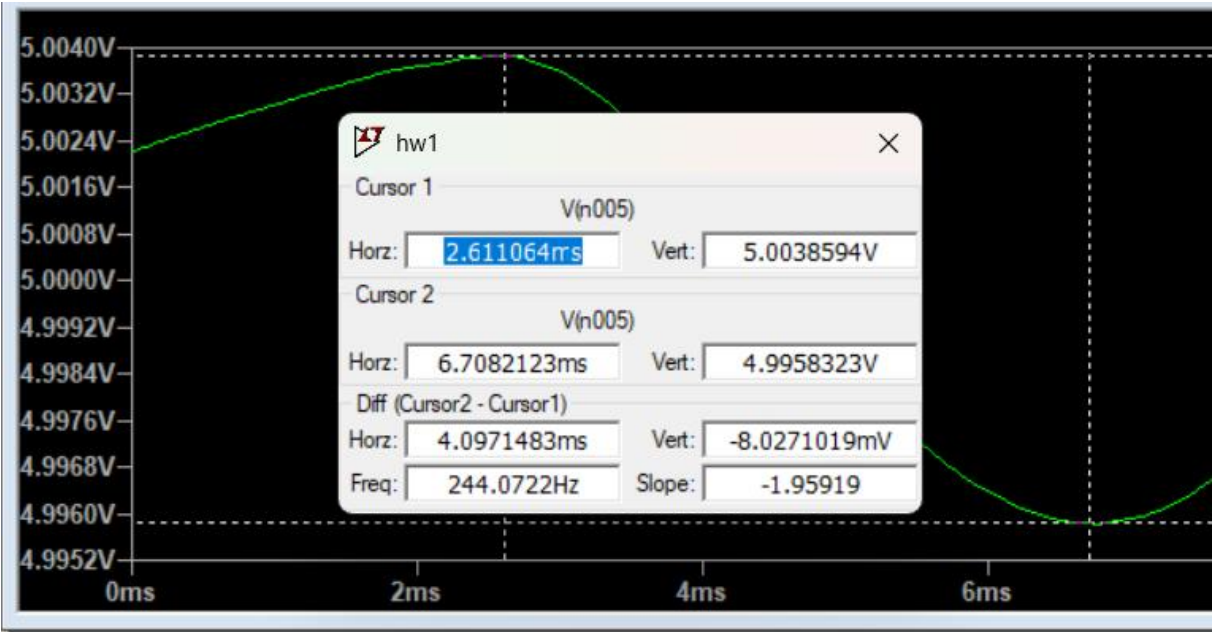 5.0040V
5.0032V
5.0024V
5.0016V
5.0008V
5.0000V
4.9992V
4.9984V
4.9976V
4.9968V
4.9960V
4.9952V
0ms 2ms 4ms 6ms
hw1
Cursor 1
V(n005)
Horz: 2.611064ms Vert: 5.0038594V
Cursor 2
V(n005)
Horz: 6.7082123ms Vert: 4.9958323V
Diff (Cursor2 - Cursor1)
Horz: 4.0971483ms Vert: -8.0271019mV
Freq: 244.0722Hz Slope: -1.95919